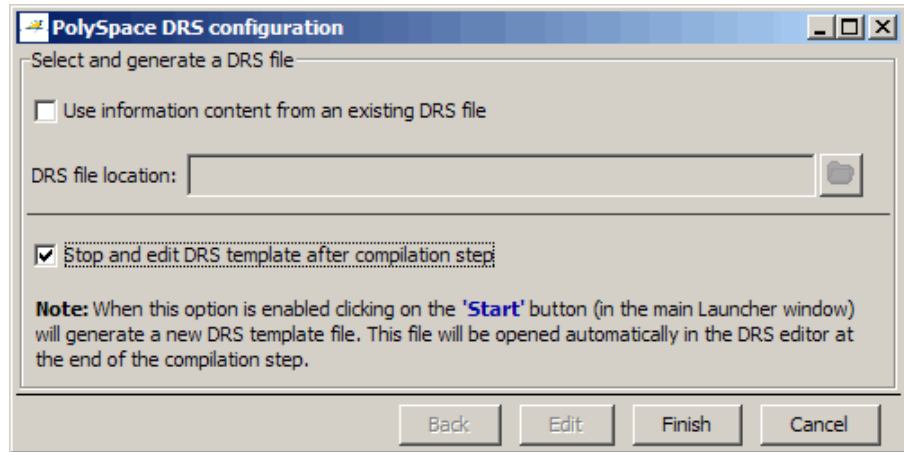 PolySpace DRS configuration
Select and generate a DRS file
Use information content from an existing DRS file
DRS file location:
Stop and edit DRS template after compilation step
Note: When this option is enabled clicking on the 'Start' button (in the main Launcher window)
will generate a new DRS template file. This file will be opened automatically in the DRS editor at
the end of the compilation step.
Back Edit Finish Cancel